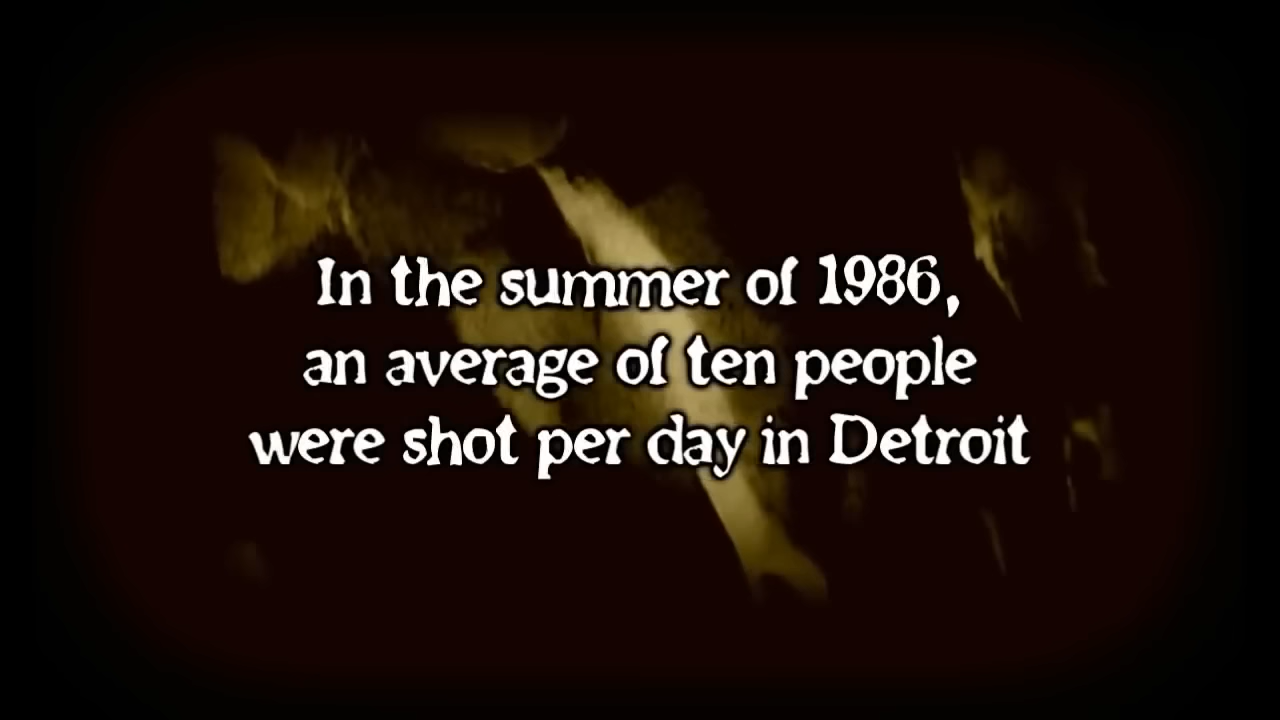 In the summer of 1986,
an average of ten people
were shot per day in Detroit